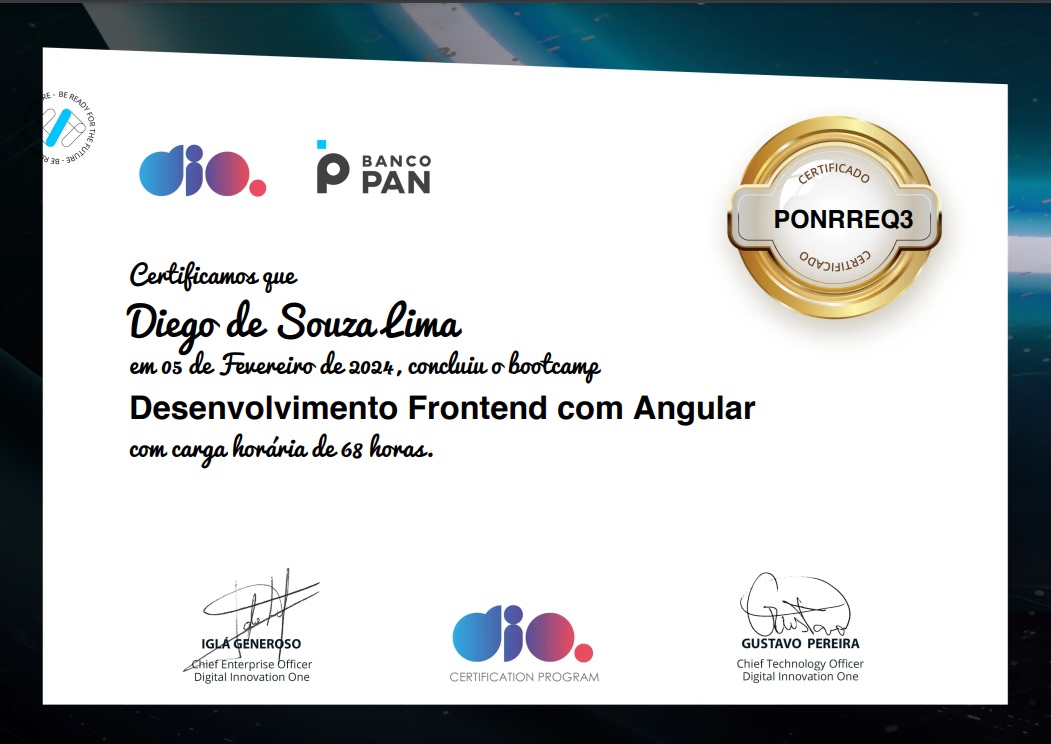 RE - BE READY FOR THE FUTURE - BE RE
dio.
BANCO
PAN
CERTIFICADO
PONRREQ3
CERTIFICADO
Certificamos que
Diego de Souza Lima
em 05 de Fevereiro de 2024, concluiu o bootcamp
Desenvolvimento Frontend com Angular
com carga horária de 68 horas.
IGLÁ GENEROSO
Chief Enterprise Officer
Digital Innovation One
dio.
CERTIFICATION PROGRAM
Gustavo
GUSTAVO PEREIRA
Chief Technology Officer
Digital Innovation One